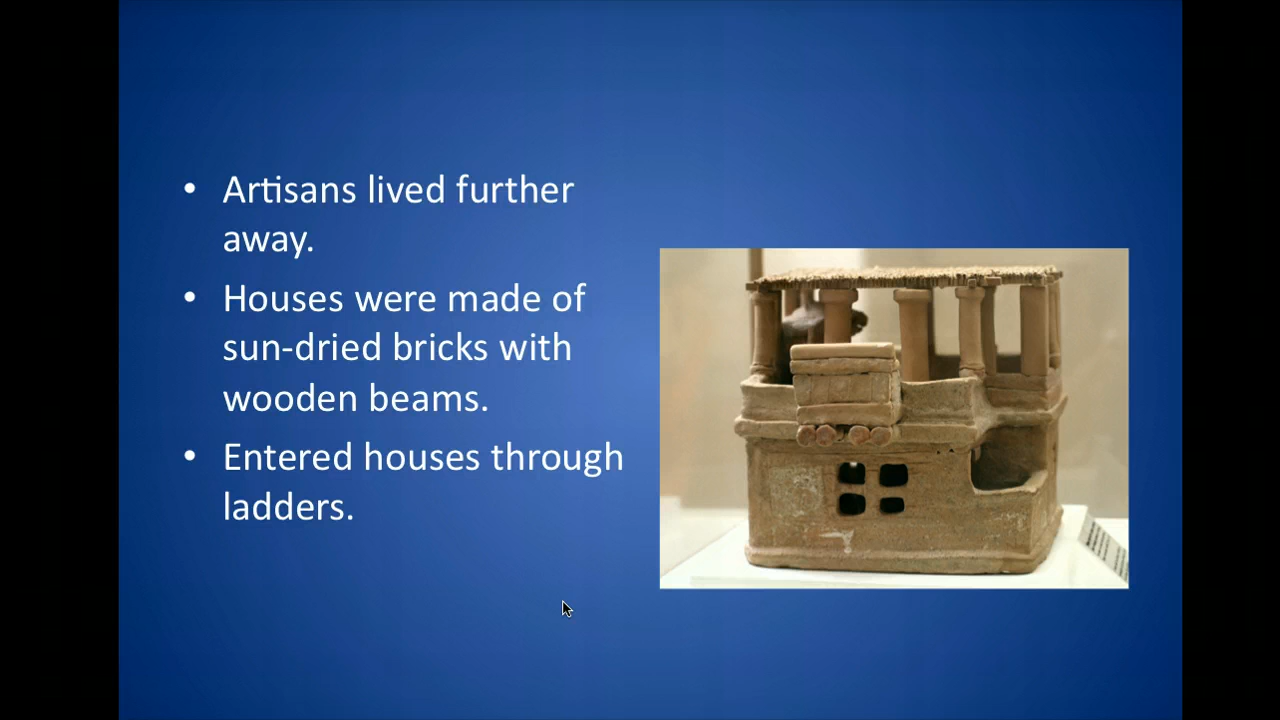 • Artisans lived further
away.
• Houses were made of
sun-dried bricks with
wooden beams.
• Entered houses through
ladders.